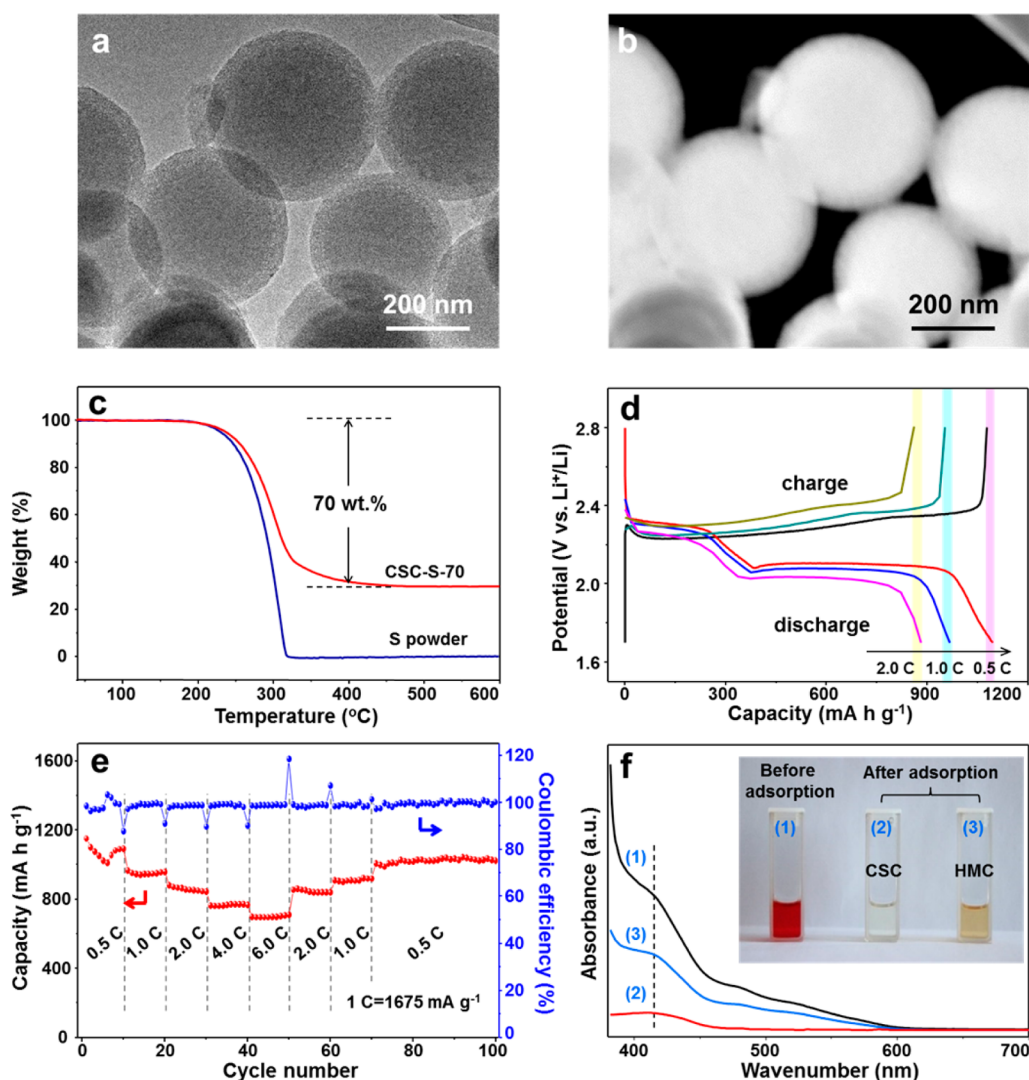 a
200 nm
b
200 nm
c
100
80
60
40
20
0
Weight (%)
70 wt.%
CSC-S-70
S powder
100
200
300
400
500
600
Temperature (°C)
d
2.8
2.4
2.0
1.6
Potential (V vs. Li⁺/Li)
charge
discharge
2.0 C
1.0 C
0.5 C
0
300
600
900
1200
Capacity (mA h g⁻¹)
e
1600
1200
800
400
0
Capacity (mA h g⁻¹)
120
100
80
60
40
20
0
Coulombic efficiency (%)
0.5 C
1.0 C
2.0 C
4.0 C
6.0 C
2.0 C
1.0 C
0.5 C
1 C=1675 mA g⁻¹
0
20
40
60
80
100
Cycle number
f
Absorbance (a.u.)
(1)
(3)
(2)
Before
adsorption
After adsorption
(1)
(2)
(3)
CSC
HMC
400
500
600
700
Wavenumber (nm)